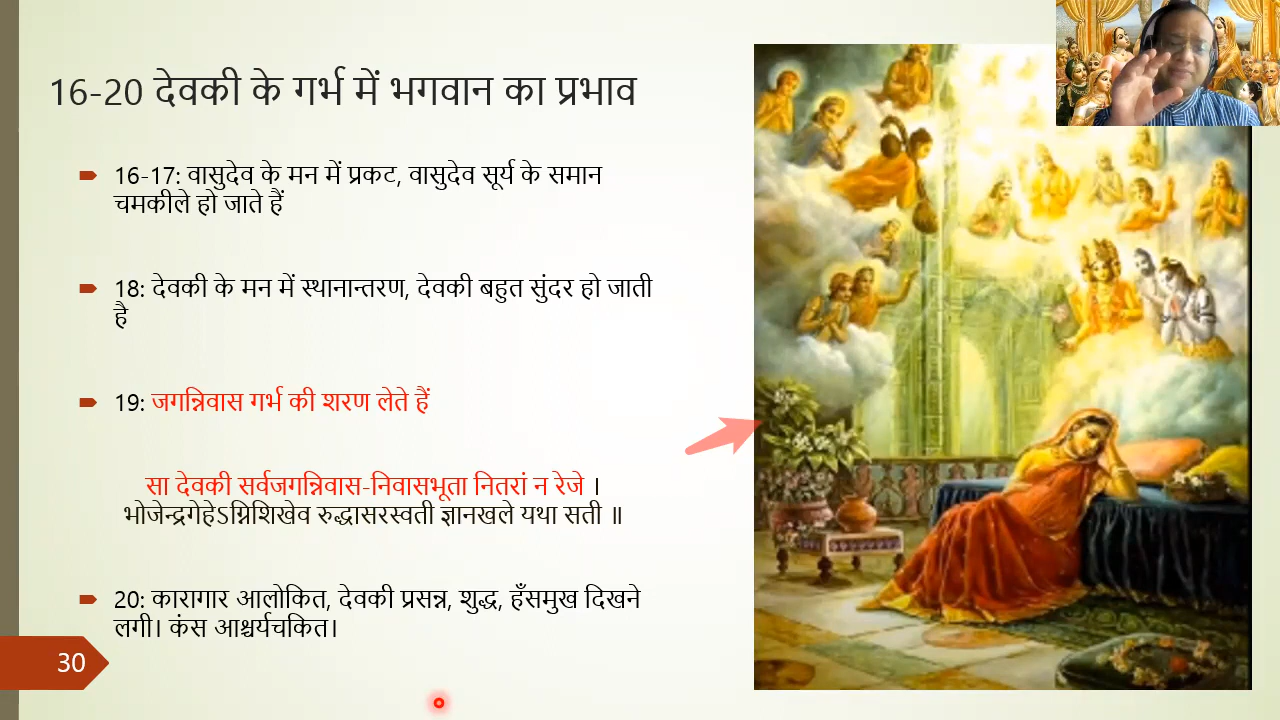 16-20 देवकी के गर्भ में भगवान का प्रभाव
16-17: वासुदेव के मन में प्रकट, वासुदेव सूर्य के समान
चमकीले हो जाते हैं
18: देवकी के मन में स्थानान्तरण, देवकी बहुत सुंदर हो जाती
है
19: जगन्निवास गर्भ की शरण लेते हैं
सा देवकी सर्वजगन्निवास-निवासभूता नितरां न रेजे ।
भोजेन्द्रगेहेऽग्निशिखेव रुद्धासरस्वती ज्ञानखले यथा सती ॥
20: कारागार आलोकित, देवकी प्रसन्न, शुद्ध, हँसमुख दिखने
लगी। कंस आश्चर्यचकित।
30